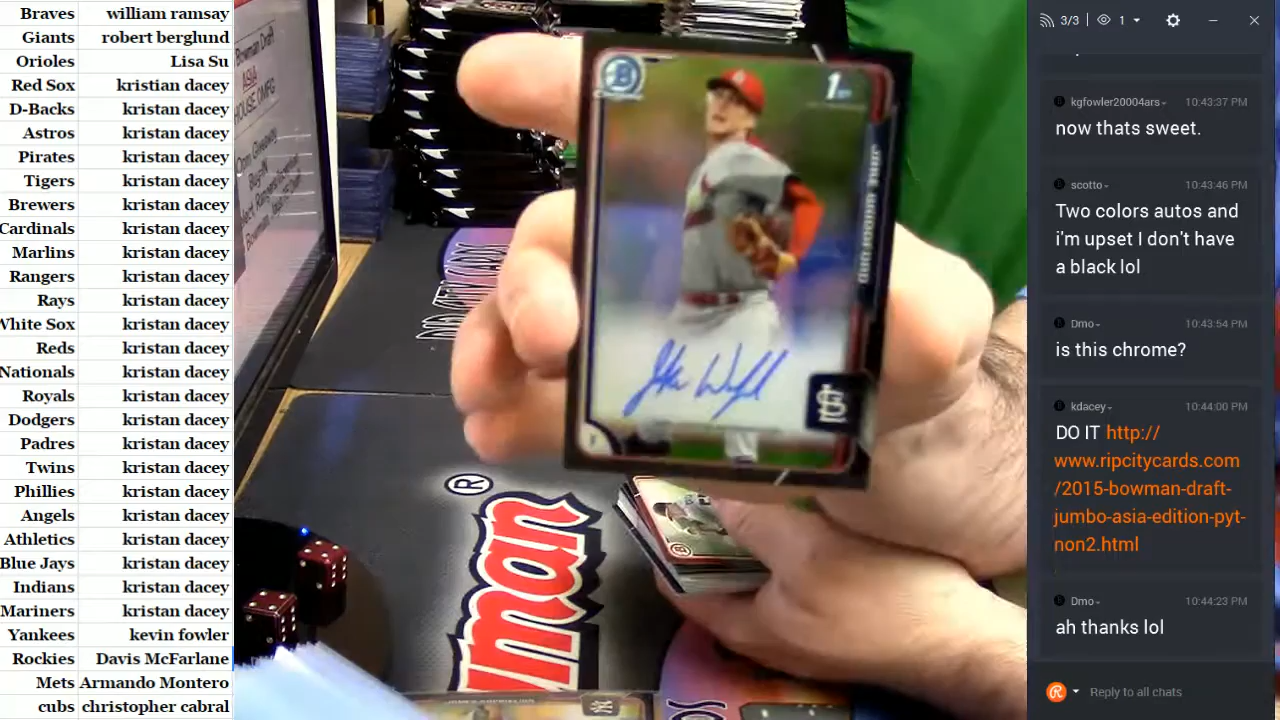 Braves william ramsay
Giants robert berglund
Orioles Lisa Su
Red Sox kristian dacey
D-Backs kristan dacey
Astros kristan dacey
Pirates kristan dacey
Tigers kristan dacey
Brewers kristan dacey
Cardinals kristan dacey
Marlins kristan dacey
Rangers kristan dacey
Rays kristan dacey
White Sox kristan dacey
Reds kristan dacey
Nationals kristan dacey
Royals kristan dacey
Dodgers kristan dacey
Padres kristan dacey
Twins kristan dacey
Phillies kristan dacey
Angels kristan dacey
Athletics kristan dacey
Blue Jays kristan dacey
Indians kristan dacey
Mariners kristan dacey
Yankees kevin fowler
Rockies Davis McFarlane
Mets Armando Montero
cubs christopher cabral
Bowman Draft
ASIA
HOUSE OMFG
B
1st
®
man
3/3 1
kgfowler20004ars 10:43:37 PM
now thats sweet.
scotto 10:43:46 PM
Two colors autos and
i'm upset I don't have
a black lol
Dmo 10:43:54 PM
is this chrome?
kdacey 10:44:00 PM
DO IT http://
www.ripcitycards.com
/2015-bowman-draft-
jumbo-asia-edition-pyt-
non2.html
Dmo 10:44:23 PM
ah thanks lol
Reply to all chats